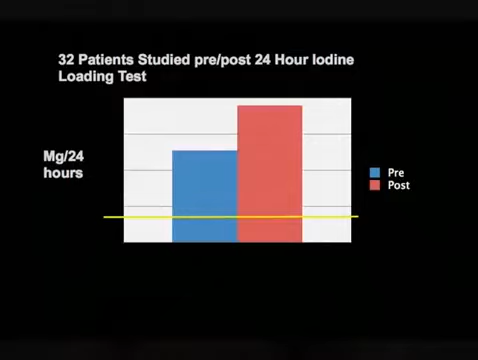 32 Patients Studied pre/post 24 Hour Iodine
Loading Test
Mg/24
hours
Pre
Post